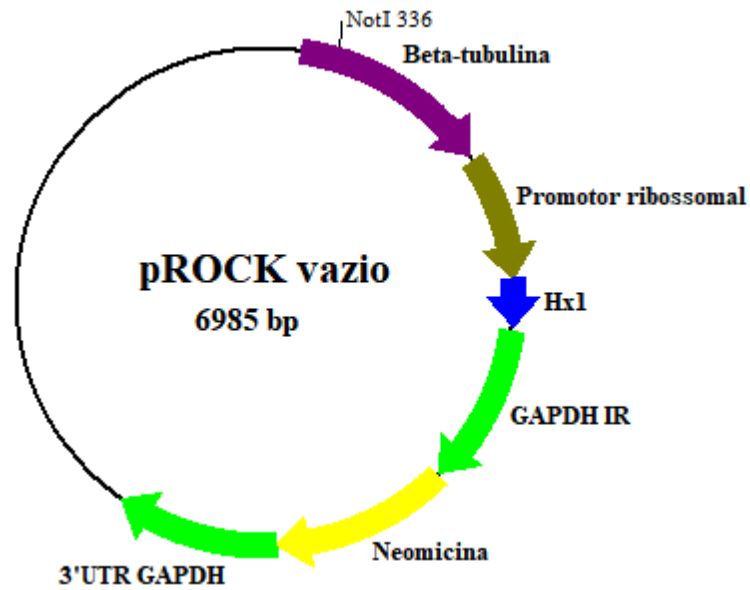 NotI 336
Beta-tubulina
Promotor ribossomal
pROCK vazio
6985 bp
Hx1
GAPDH IR
Neomicina
3'UTR GAPDH